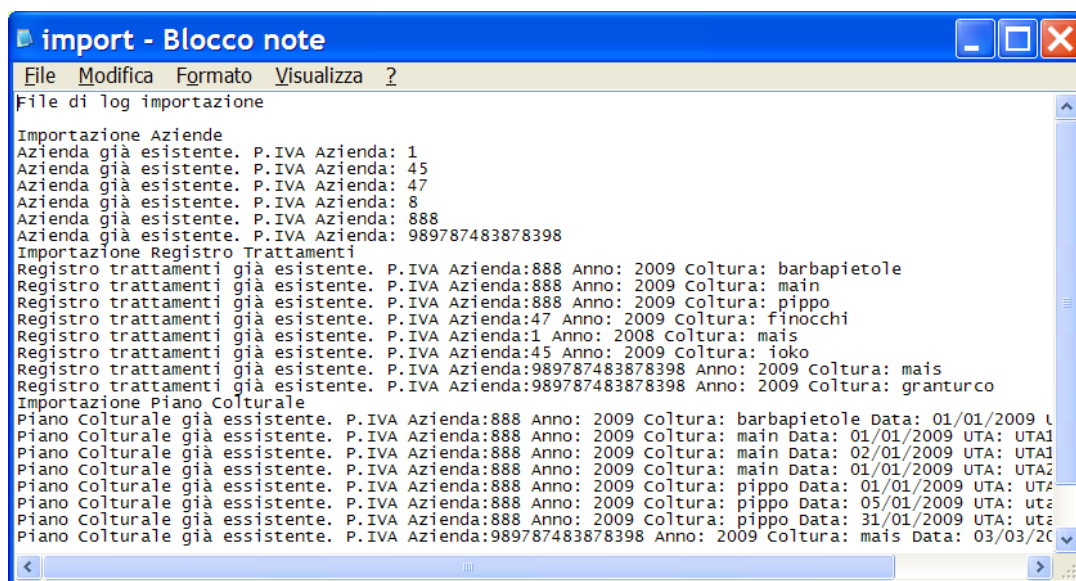 import - Blocco note
File Modifica Formato Visualizza ?
File di log importazione
Importazione Aziende
Azienda già esistente. P.IVA Azienda: 1
Azienda già esistente. P.IVA Azienda: 45
Azienda già esistente. P.IVA Azienda: 47
Azienda già esistente. P.IVA Azienda: 8
Azienda già esistente. P.IVA Azienda: 888
Azienda già esistente. P.IVA Azienda: 989787483878398
Importazione Registro Trattamenti
Registro trattamenti già esistente. P.IVA Azienda:888 Anno: 2009 Coltura: barbapietole
Registro trattamenti già esistente. P.IVA Azienda:888 Anno: 2009 Coltura: main
Registro trattamenti già esistente. P.IVA Azienda:888 Anno: 2009 Coltura: pippo
Registro trattamenti già esistente. P.IVA Azienda:47 Anno: 2009 Coltura: finocchi
Registro trattamenti già esistente. P.IVA Azienda:1 Anno: 2008 Coltura: mais
Registro trattamenti già esistente. P.IVA Azienda:45 Anno: 2009 Coltura: ioko
Registro trattamenti già esistente. P.IVA Azienda:989787483878398 Anno: 2009 Coltura: mais
Registro trattamenti già esistente. P.IVA Azienda:989787483878398 Anno: 2009 Coltura: granturco
Importazione Piano Colturale
Piano Colturale già essistente. P.IVA Azienda:888 Anno: 2009 Coltura: barbapietole Data: 01/01/2009
Piano Colturale già essistente. P.IVA Azienda:888 Anno: 2009 Coltura: main Data: 01/01/2009 UTA: UTA1
Piano Colturale già essistente. P.IVA Azienda:888 Anno: 2009 Coltura: main Data: 02/01/2009 UTA: UTA1
Piano Colturale già essistente. P.IVA Azienda:888 Anno: 2009 Coltura: main Data: 01/01/2009 UTA: UTA2
Piano Colturale già essistente. P.IVA Azienda:888 Anno: 2009 Coltura: pippo Data: 01/01/2009 UTA: UTA
Piano Colturale già essistente. P.IVA Azienda:888 Anno: 2009 Coltura: pippo Data: 05/01/2009 UTA: uta
Piano Colturale già essistente. P.IVA Azienda:888 Anno: 2009 Coltura: pippo Data: 31/01/2009 UTA: uta
Piano Colturale già essistente. P.IVA Azienda:989787483878398 Anno: 2009 Coltura: mais Data: 03/03/20